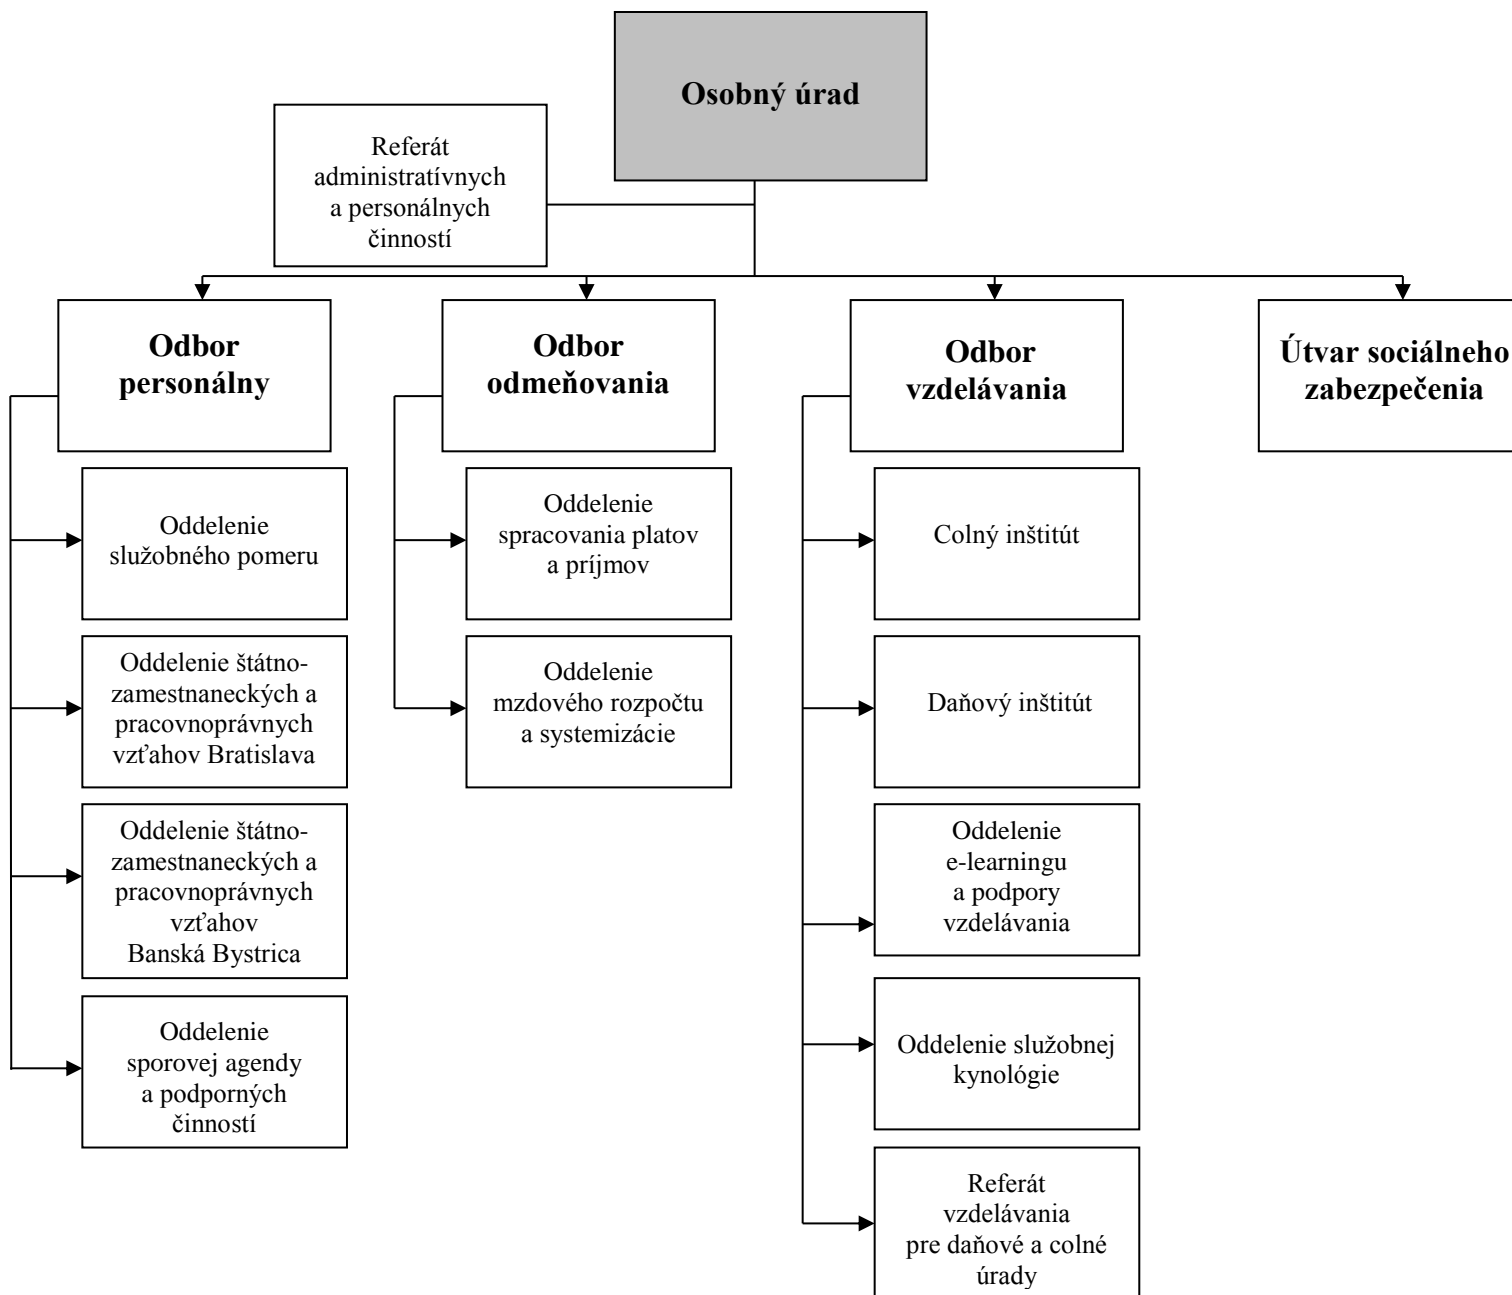 Osobný úrad
Referát
administratívnych
a personálnych
činností
Odbor
personálny
Odbor
odmeňovania
Odbor
vzdelávania
Útvar sociálneho
zabezpečenia
Oddelenie
služobného pomeru
Oddelenie štátno-
zamestnaneckých a
pracovnoprávnych
vzťahov Bratislava
Oddelenie štátno-
zamestnaneckých a
pracovnoprávnych
vzťahov
Banská Bystrica
Oddelenie
sporovej agendy
a podporných
činností
Oddelenie
spracovania platov
a príjmov
Oddelenie
mzdového rozpočtu
a systemizácie
Colný inštitút
Daňový inštitút
Oddelenie
e-learningu
a podpory
vzdelávania
Oddelenie služobnej
kynológie
Referát
vzdelávania
pre daňové a colné
úrady